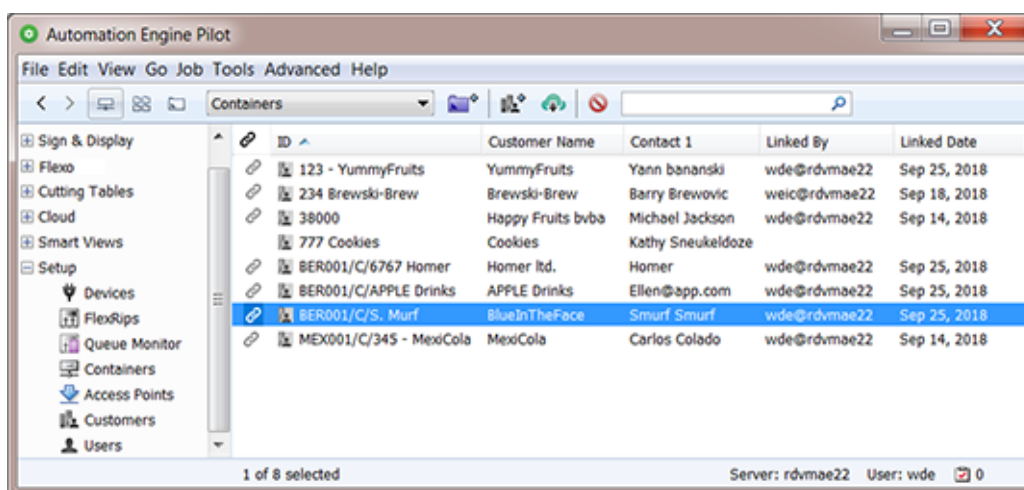 Automation Engine Pilot
File Edit View Go Job Tools Advanced Help
Containers
Sign & Display
Flexo
Cutting Tables
Cloud
Smart Views
Setup
Devices
FlexRips
Queue Monitor
Containers
Access Points
Customers
Users
ID Customer Name Contact 1 Linked By Linked Date
123 - YummyFruits YummyFruits Yann bananski wde@rdvmae22 Sep 25, 2018
234 Brewski-Brew Brewski-Brew Barry Brewovic weic@rdvmae22 Sep 18, 2018
38000 Happy Fruits bvba Michael Jackson wde@rdvmae22 Sep 14, 2018
777 Cookies Cookies Kathy Sneukeldoze
BER001/C/6767 Homer Homer ltd. Homer wde@rdvmae22 Sep 25, 2018
BER001/C/APPLE Drinks APPLE Drinks Ellen@app.com wde@rdvmae22 Sep 25, 2018
BER001/C/S. Murf BlueInTheFace Smurf Smurf wde@rdvmae22 Sep 25, 2018
MEX001/C/345 - MexiCola MexiCola Carlos Colado wde@rdvmae22 Sep 14, 2018
1 of 8 selected Server: rdvmae22 User: wde 0